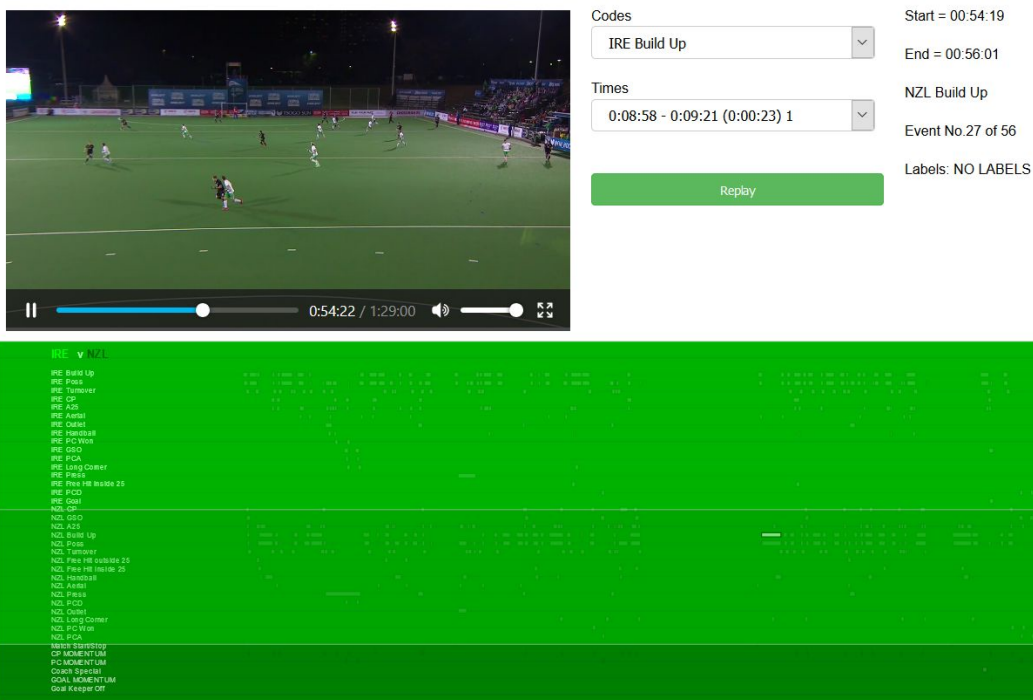 Codes
IRE Build Up
Times
0:08:58 - 0:09:21 (0:00:23) 1
Replay
Start = 00:54:19
End = 00:56:01
NZL Build Up
Event No.27 of 56
Labels: NO LABELS
0:54:22 / 1:29:00
IRE v NZL
IRE Build Up
IRE Poss
IRE Turnover
IRE CP
IRE A25
IRE Aerial
IRE Outlet
IRE Handball
IRE PC Won
IRE GSO
IRE PCA
IRE Long Corner
IRE Press
IRE Free Hit Inside 25
IRE PCD
IRE Goal
NZL CP
NZL GSO
NZL A25
NZL Build Up
NZL Poss
NZL Turnover
NZL Free Hit outside 25
NZL Free Hit Inside 25
NZL Handball
NZL Aerial
NZL Press
NZL PCD
NZL Outlet
NZL Long Corner
NZL PC Won
NZL PCA
Match Start/Stop
CP MOMENTUM
PC MOMENTUM
Coach Special
GOAL MOMENTUM
Goal Keeper Off